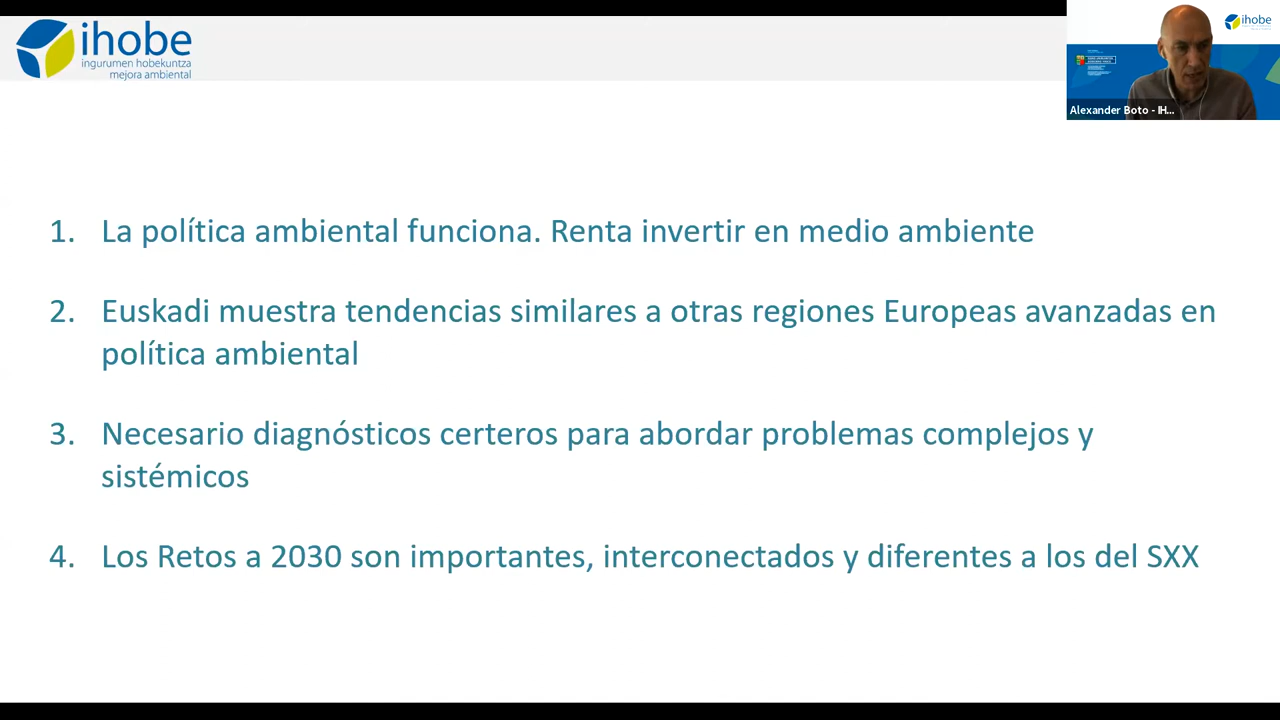 ihobe
ingurumen hobekuntza
mejora ambiental
ihobe
Alexander Boto - IH...
1. La política ambiental funciona. Renta invertir en medio ambiente
2. Euskadi muestra tendencias similares a otras regiones Europeas avanzadas en
política ambiental
3. Necesario diagnósticos certeros para abordar problemas complejos y
sistémicos
4. Los Retos a 2030 son importantes, interconectados y diferentes a los del SXX